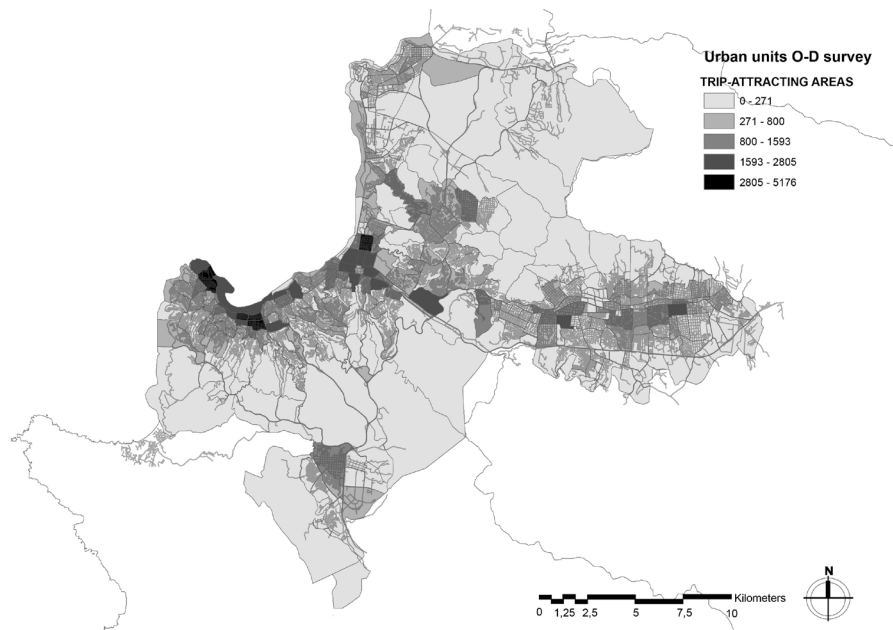 Urban units O-D survey
TRIP-ATTRACTING AREAS
0 - 271
271 - 800
800 - 1593
1593 - 2805
2805 - 5176
N
Kilometers
0 1,25 2,5 5 7,5 10